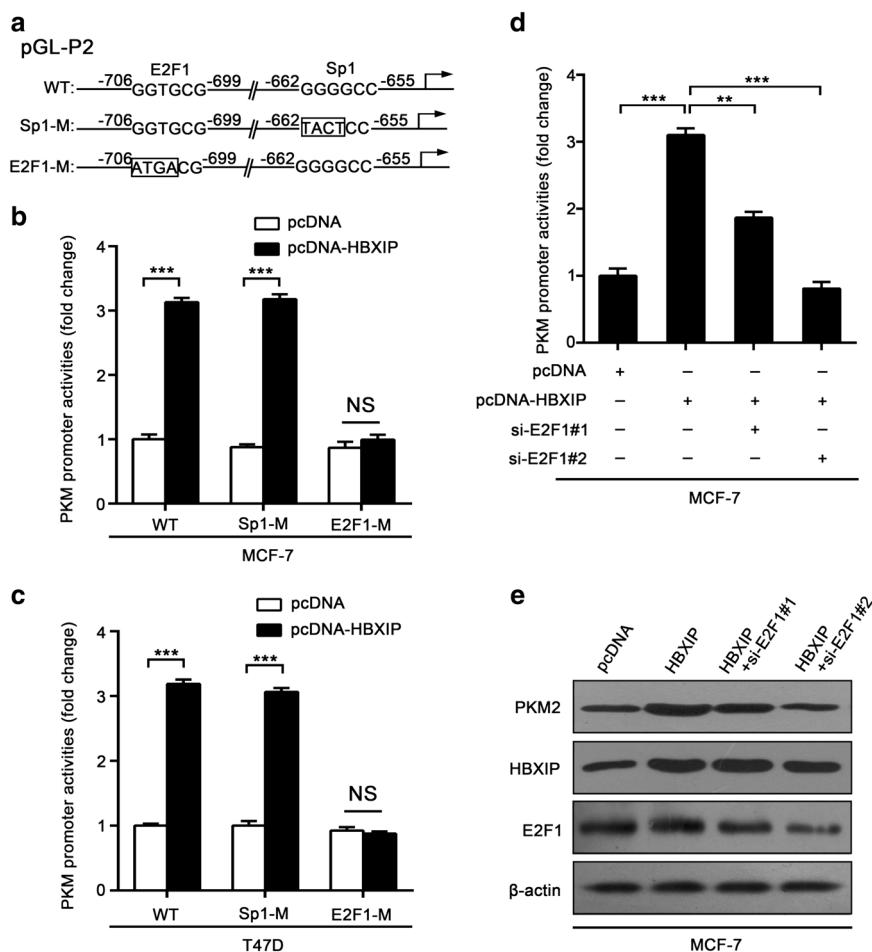 a
pGL-P2
E2F1 Sp1
WT: -706 GGTGCG -699 // -662 GGGGCC -655
Sp1-M: -706 GGTGCG -699 // -662 TACTCC -655
E2F1-M: -706 ATGACG -699 // -662 GGGGCC -655
b
pcDNA
pcDNA-HBXIP
PKM promoter activities (fold change)
4
3
2
1
0
*** *** NS
WT Sp1-M E2F1-M
MCF-7
c
pcDNA
pcDNA-HBXIP
PKM promoter activities (fold change)
4
3
2
1
0
*** *** NS
WT Sp1-M E2F1-M
T47D
d
PKM promoter activities (fold change)
4
3
2
1
0
***
*** **
pcDNA + – – –
pcDNA-HBXIP – + + +
si-E2F1#1 – – + –
si-E2F1#2 – – – +
MCF-7
e
pcDNA
HBXIP
HBXIP
+si-E2F1#1
HBXIP
+si-E2F1#2
PKM2
HBXIP
E2F1
β-actin
MCF-7